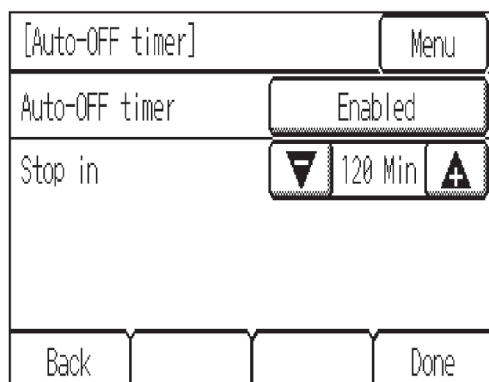 [Auto-OFF timer] Menu
Auto-OFF timer Enabled
Stop in 120 Min
Back Done